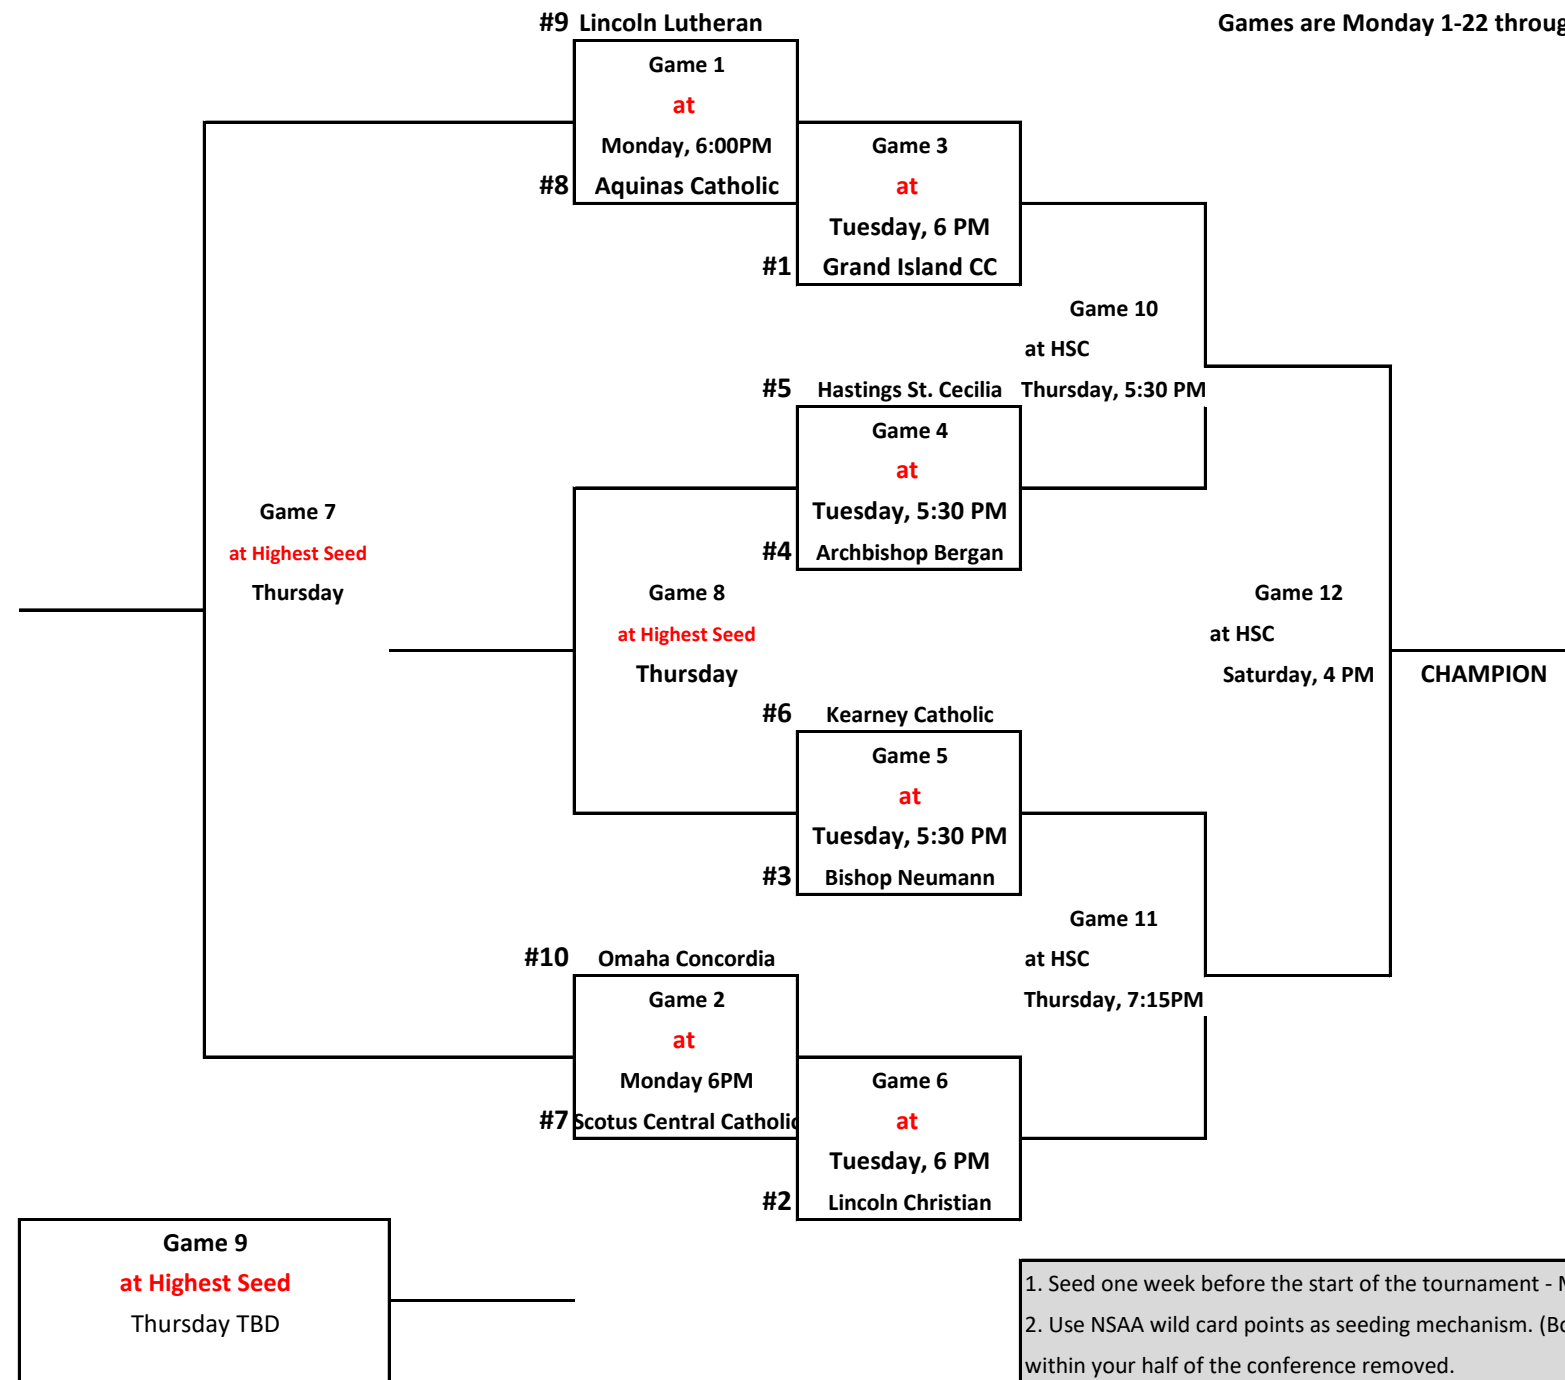 #9 Lincoln Lutheran
Games are Monday 1-22 throug
Game 1
at
Monday, 6:00PM
#8 Aquinas Catholic
Game 3
at
Tuesday, 6 PM
#1 Grand Island CC
Game 10
at HSC
Thursday, 5:30 PM
#5 Hastings St. Cecilia
Game 4
at
Tuesday, 5:30 PM
#4 Archbishop Bergan
Game 7
at Highest Seed
Thursday
Game 8
at Highest Seed
Thursday
Game 12
at HSC
Saturday, 4 PM
CHAMPION
#6 Kearney Catholic
Game 5
at
Tuesday, 5:30 PM
#3 Bishop Neumann
Game 11
at HSC
Thursday, 7:15PM
#10 Omaha Concordia
Game 2
at
Monday 6PM
#7 Scotus Central Catholic
Game 6
at
Tuesday, 6 PM
#2 Lincoln Christian
Game 9
at Highest Seed
Thursday TBD
1. Seed one week before the start of the tournament - M
2. Use NSAA wild card points as seeding mechanism. (Bo
within your half of the conference removed.